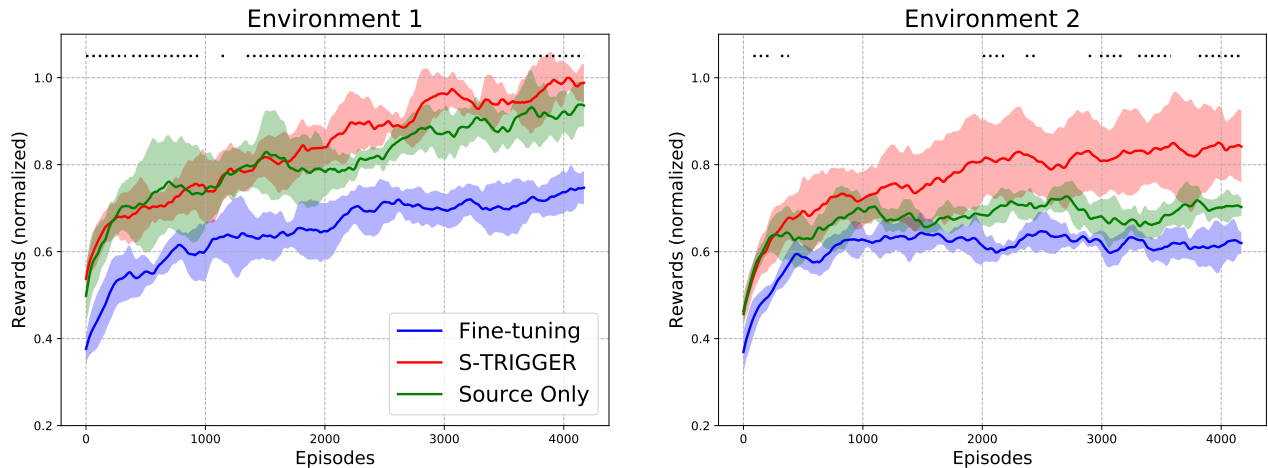 Environment 1
Rewards (normalized)
1.0
0.8
0.6
0.4
0.2
0 1000 2000 3000 4000
Episodes
Fine-tuning
S-TRIGGER
Source Only
Environment 2
Rewards (normalized)
1.0
0.8
0.6
0.4
0.2
0 1000 2000 3000 4000
Episodes